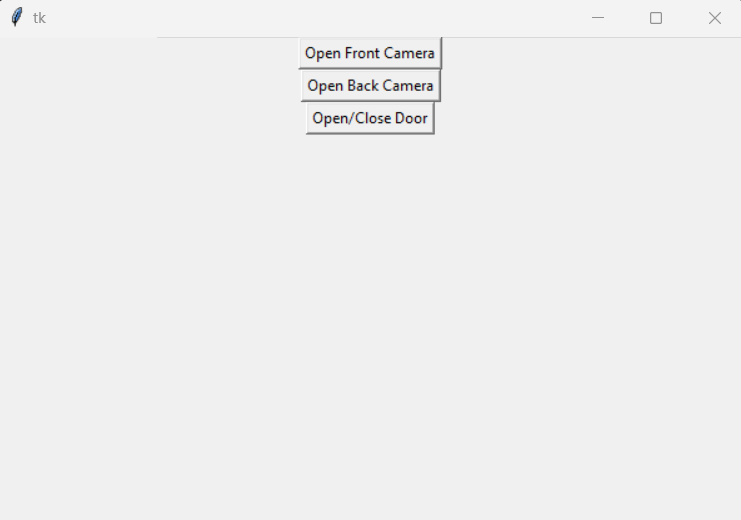 tk
Open Front Camera
Open Back Camera
Open/Close Door